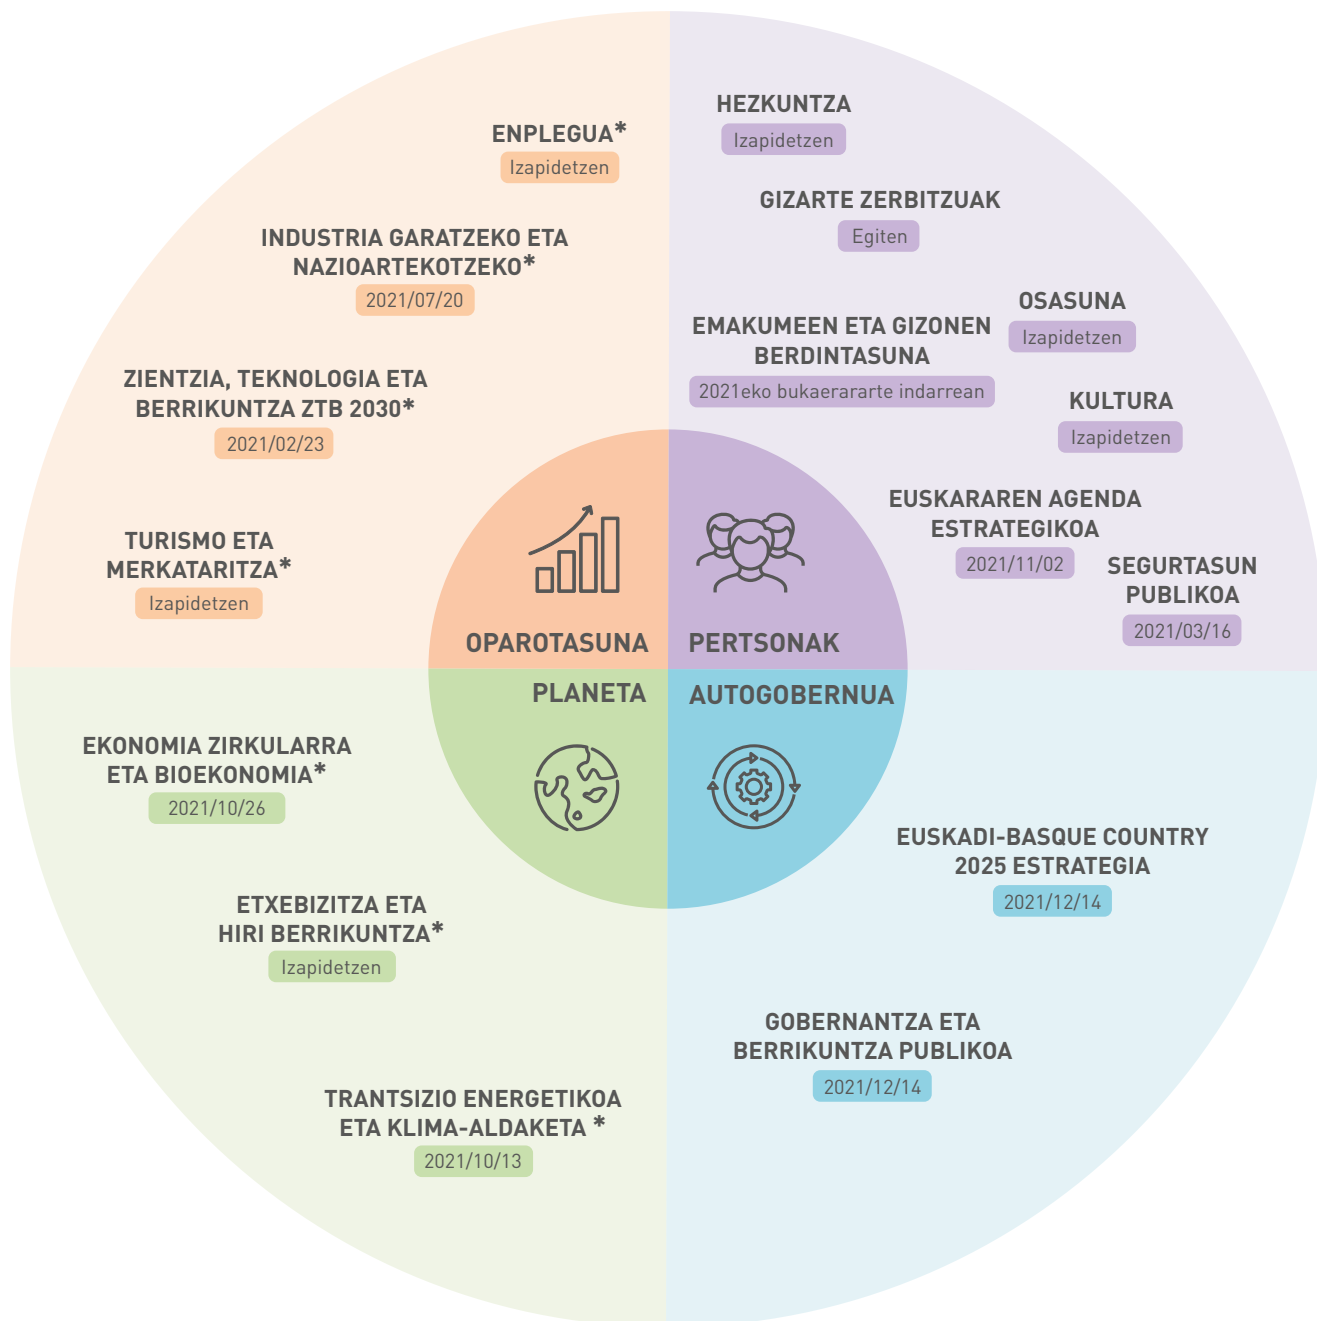 ENPLEGUA*
Izapidetzen
INDUSTRIA GARATZEKO ETA
NAZIOARTEKOTZEKO*
2021/07/20
ZIENTZIA, TEKNOLOGIA ETA
BERRIKUNTZA ZTB 2030*
2021/02/23
TURISMO ETA
MERKATARITZA*
Izapidetzen
OPAROTASUNA
HEZKUNTZA
Izapidetzen
GIZARTE ZERBITZUAK
Egiten
OSASUNA
Izapidetzen
EMAKUMEEN ETA GIZONEN
BERDINTASUNA
2021eko bukaerararte indarrean
KULTURA
Izapidetzen
EUSKARAREN AGENDA
ESTRATEGIKOA
2021/11/02
SEGURTASUN
PUBLIKOA
2021/03/16
PERTSONAK
PLANETA
EKONOMIA ZIRKULARRA
ETA BIOEKONOMIA*
2021/10/26
ETXEBIZITZA ETA
HIRI BERRIKUNTZA*
Izapidetzen
TRANTSIZIO ENERGETIKOA
ETA KLIMA-ALDAKETA *
2021/10/13
AUTOGOBERNUA
EUSKADI-BASQUE COUNTRY
2025 ESTRATEGIA
2021/12/14
GOBERNANTZA ETA
BERRIKUNTZA PUBLIKOA
2021/12/14